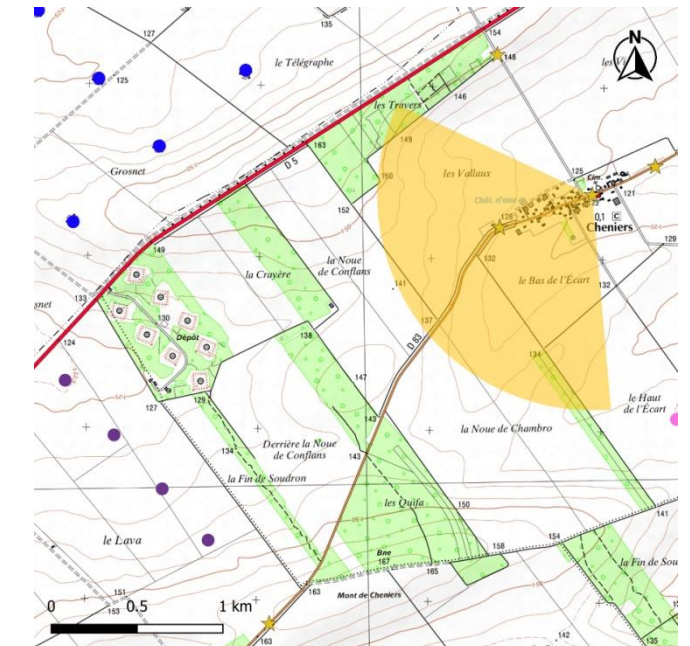 154
N
135
127
148
le Télégraphe
les Vi
125
146
les Travers
163
149
Grosnet
D 5
les Vallaux
150
125
Cim.
Chât. d'eau
121
122
152
126
0,1 C
Cheniers
149
132
129
la Noue
de Conflans
la Crayère
le Bas de l'Écart
141
132
133
snet
130
137
124
Dépôt
138
D 83
134
147
le Haut
de l'Écart
127
129
143
la Noue de Chambro
134
Derrière la Noue
de Conflans
143
la Fin de Soudron
150
les Quifa
141
le Lava
154
158
Bne
167
165
la Fin de Sou
151
163
Mont de Cheniers
153
0 0.5 1 km
163
142
135